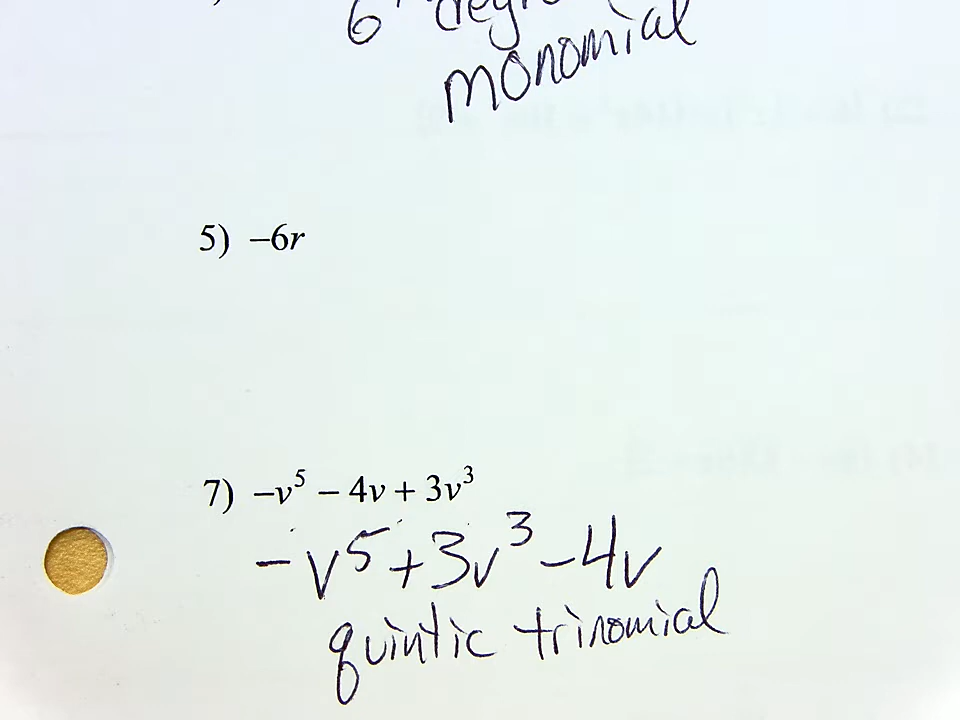 monomial
5) −6r
7) −v⁵ − 4v + 3v³
−v⁵+3v³−4v
quintic trinomial